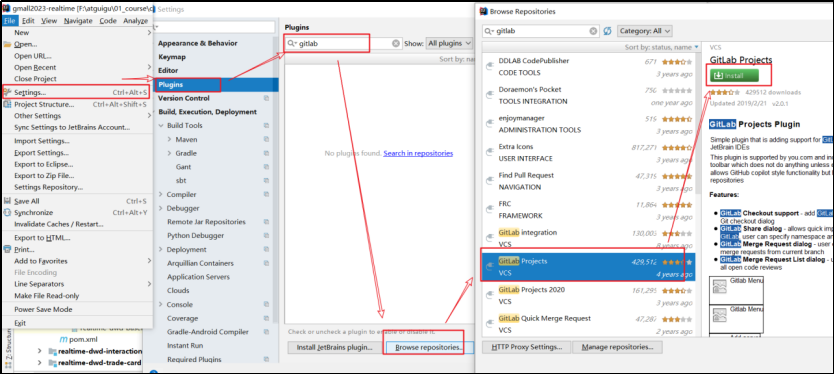 gmall2023-realtime [F:\atguigu\01_course\
File Edit View Navigate Code Analyze
New
Open...
Open URL...
Open Recent
Close Project
Settings... Ctrl+Alt+S
Project Structure... Ctrl+Alt+Shift+S
Other Settings
Sync Settings to JetBrains Account...
Import Settings...
Export Settings...
Export to Eclipse...
Export to Zip File...
Settings Repository...
Save All Ctrl+S
Synchronize Ctrl+Alt+Y
Invalidate Caches / Restart...
Export to HTML...
Print...
Add to Favorites
File Encoding
Line Separators
Make File Read-only
Power Save Mode
Exit
pom.xml
realtime-dwd-interaction
realtime-dwd-trade-card
Z: Structure
Settings
Appearance & Behavior
Keymap
Editor
Plugins
Version Control
Build, Execution, Deployment
Build Tools
Maven
Gradle
Gant
sbt
Compiler
Debugger
Remote Jar Repositories
Python Debugger
Deployment
Arquillian Containers
Application Servers
Clouds
Console
Coverage
Gradle-Android Compiler
Instant Run
Required Plugins
Plugins
gitlab
Show: All plugins
Sort by: na
No plugins found. Search in repositories
Check or uncheck a plugin to enable or disable it.
Install JetBrains plugin...
Browse repositories...
Browse Repositories
gitlab
Category: All
Sort by: status, name
DDLAB CodePublisher 671
CODE TOOLS 3 years ago
Doraemon's Pocket 756
TOOLS INTEGRATION one year ago
enjoymanager 519
ADMINISTRATION TOOLS 3 years ago
Extra Icons 817,271
USER INTERFACE 3 years ago
Find Pull Request 47,315
NAVIGATION 3 years ago
FRC 11,864
FRAMEWORK 3 years ago
GitLab integration
VCS 8 years ago
GitLab Projects 429,512
VCS 4 years ago
GitLab Projects 2020 161,295
VCS 3 years ago
GitLab Quick Merge Request 47,287
VCS 2 years ago
HTTP Proxy Settings...
Manage repositories...
VCS
GitLab Projects
Install
429512 downloads
Updated 2019/2/21 v2.0.1
GitLab Projects Plugin
Simple plugin that is adding support for
JetBrain IDEs
This plugin is supported by you.com and
toolbar which does not do anything unless
allows GitHub copilot style functionality but
repositories
Features:
GitLab Checkout support - add
Git checkout dialog
GitLab Share dialog - allows quick
GitLab, user can specify namespace
GitLab Merge Request dialog - user
merge requests from current branch
GitLab Merge Request List dialog -
all open code reviews
GitLab Menu
GitLab Menu